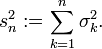 s_n^2 := \sum_{k=1}^{n} \sigma_k^2.